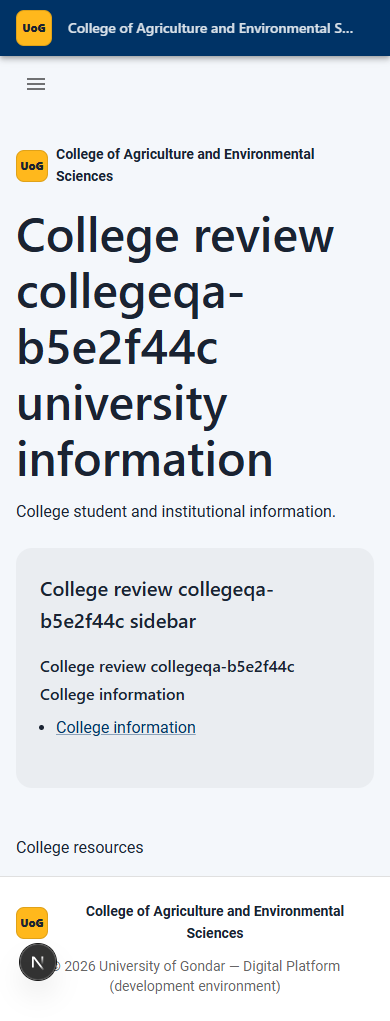 UoG College of Agriculture and Environmental S...
UoG College of Agriculture and Environmental
Sciences
College review
collegeqa-
b5e2f44c
university
information
College student and institutional information.
College review collegeqa-
b5e2f44c sidebar
College review collegeqa-b5e2f44c
College information
• College information
College resources
UoG College of Agriculture and Environmental
Sciences
N
2026 University of Gondar — Digital Platform
(development environment)